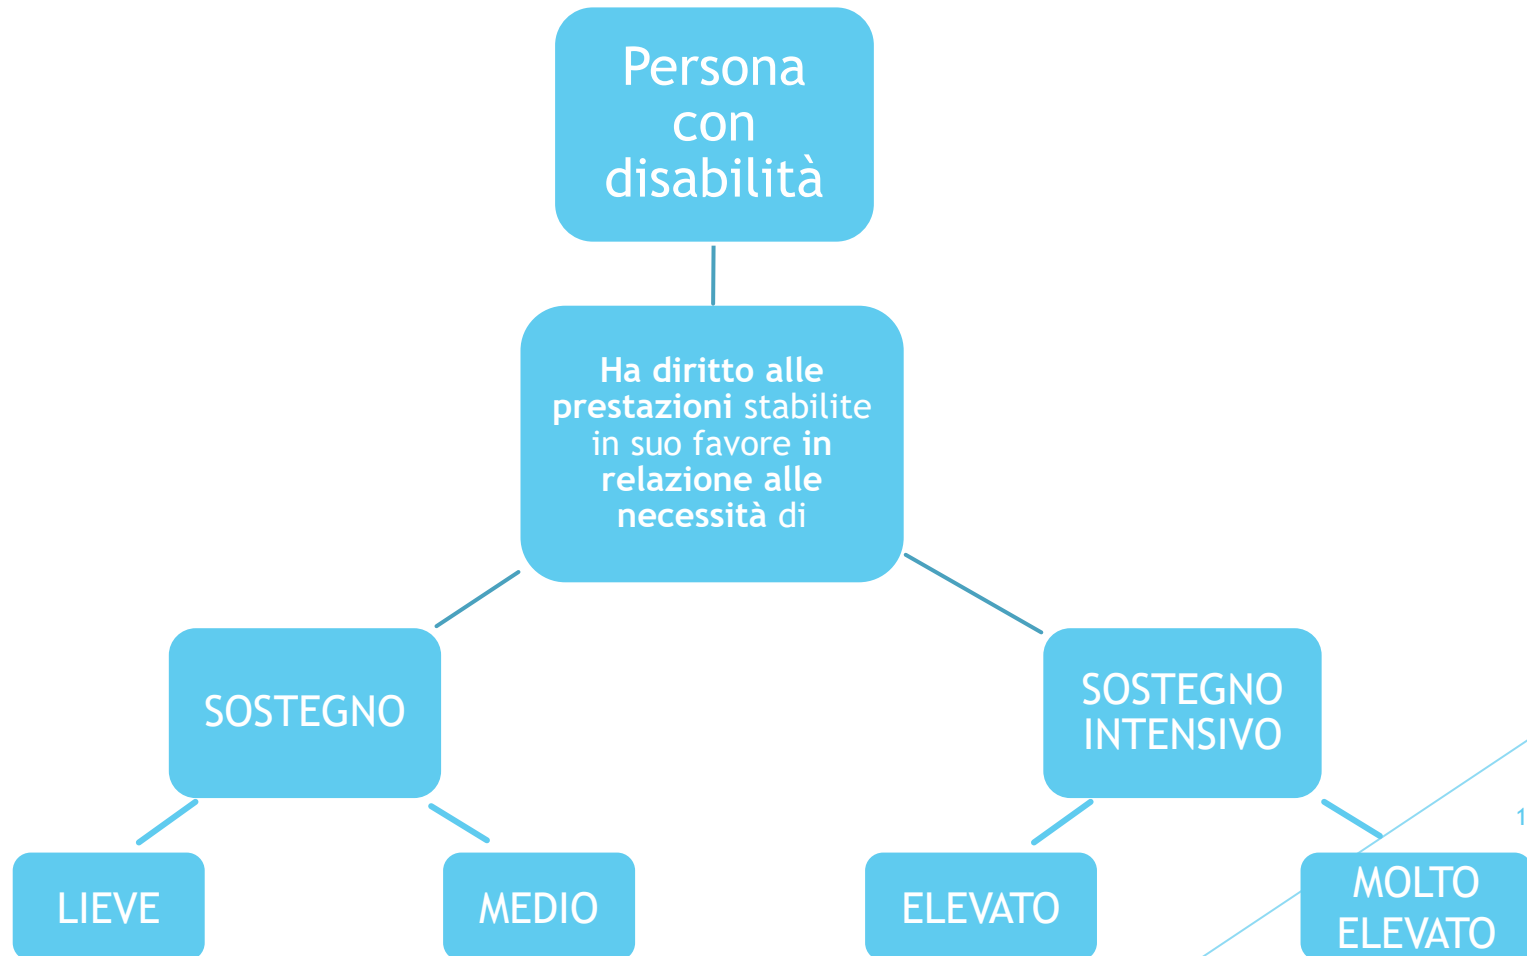 Persona
con
disabilità
Ha diritto alle
prestazioni stabilite
in suo favore in
relazione alle
necessità di
SOSTEGNO
SOSTEGNO
INTENSIVO
1
LIEVE
MEDIO
ELEVATO
MOLTO
ELEVATO